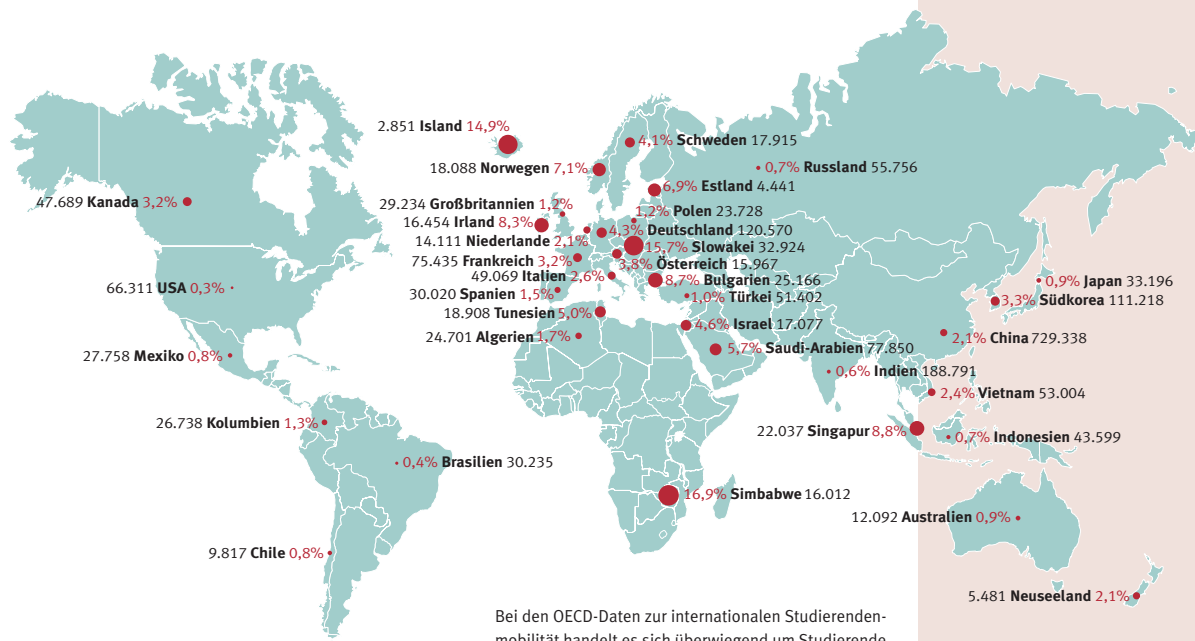 2.851 Island 14,9%
4,1% Schweden 17.915
18.088 Norwegen 7,1%
0,7% Russland 55.756
6,9% Estland 4.441
47.689 Kanada 3,2%
29.234 Großbritannien 1,2%
1,2% Polen 23.728
16.454 Irland 8,3%
4,3% Deutschland 120.570
14.111 Niederlande 2,1%
15,7% Slowakei 32.924
75.435 Frankreich 3,2%
3,8% Österreich 15.967
49.069 Italien 2,6%
8,7% Bulgarien 25.166
0,9% Japan 33.196
66.311 USA 0,3%
30.020 Spanien 1,5%
1,0% Türkei 51.402
3,3% Südkorea 111.218
18.908 Tunesien 5,0%
4,6% Israel 17.077
24.701 Algerien 1,7%
2,1% China 729.338
27.758 Mexiko 0,8%
5,7% Saudi-Arabien 77.850
0,6% Indien 188.791
2,4% Vietnam 53.004
26.738 Kolumbien 1,3%
22.037 Singapur 8,8%
0,7% Indonesien 43.599
0,4% Brasilien 30.235
16,9% Simbabwe 16.012
12.092 Australien 0,9%
9.817 Chile 0,8%
5.481 Neuseeland 2,1%
Bei den OECD-Daten zur internationalen Studierenden-
mobilität handelt es sich überwiegend um Studierende